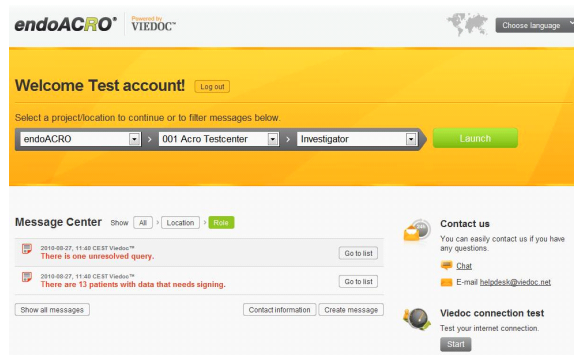 endoACRO® Powered by VIEDOC™
Choose language
Welcome Test account! Log out
Select a project/location to continue or to filter messages below.
endoACRO > 001 Acro Testcenter > Investigator Launch
Message Center Show All > Location > Role
2010-08-27, 11:40 CEST Viedoc™
There is one unresolved query.
Go to list
2010-08-27, 11:40 CEST Viedoc™
There are 13 patients with data that needs signing.
Go to list
Show all messages Contact information Create message
Contact us
You can easily contact us if you have
any questions.
Chat
E-mail helpdesk@viedoc.net
Viedoc connection test
Test your internet connection.
Start